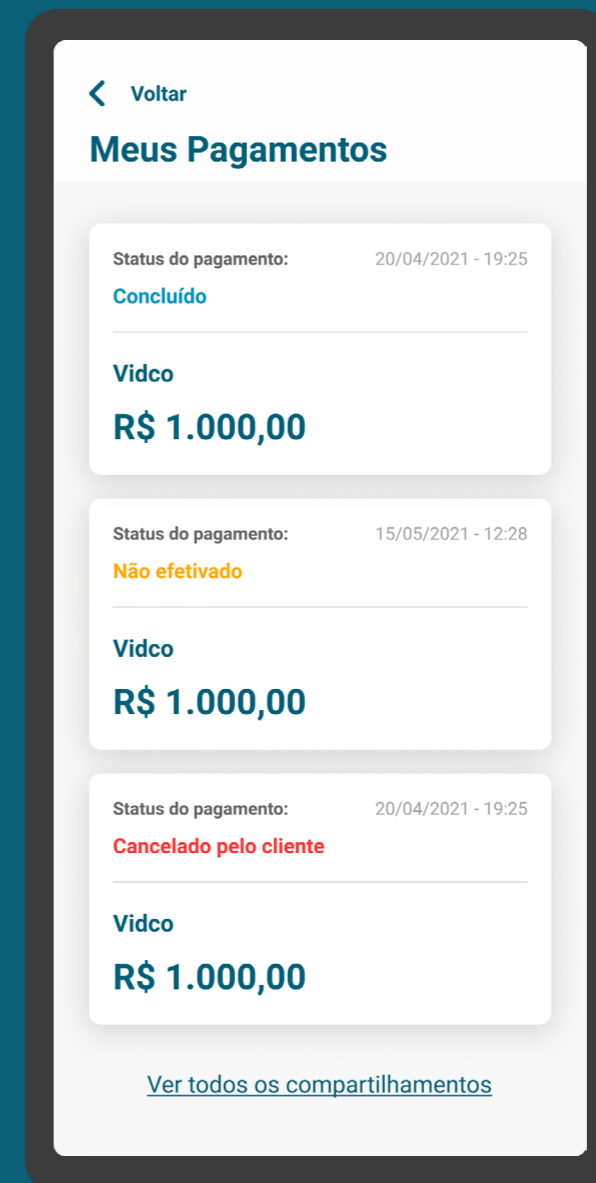 Voltar
Meus Pagamentos
Status do pagamento: 20/04/2021 - 19:25
Concluído
Vidco
R$ 1.000,00
Status do pagamento: 15/05/2021 - 12:28
Não efetivado
Vidco
R$ 1.000,00
Status do pagamento: 20/04/2021 - 19:25
Cancelado pelo cliente
Vidco
R$ 1.000,00
Ver todos os compartilhamentos